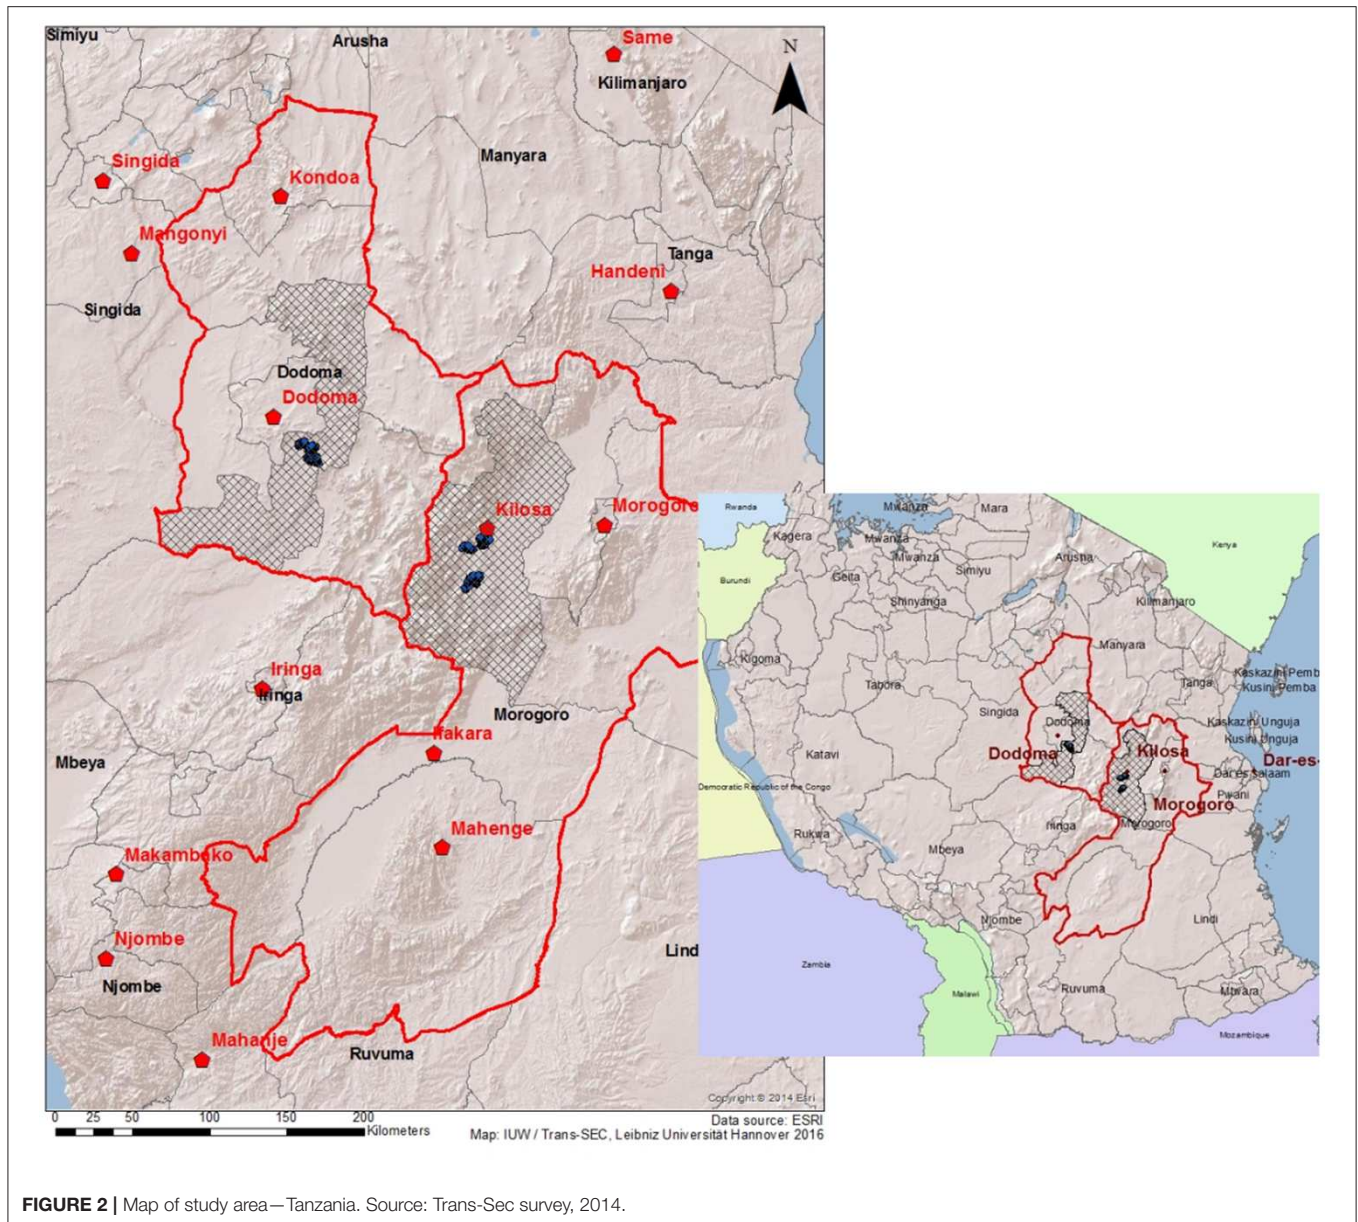 Simiyu
Arusha
Same
N
Kilimanjaro
Manyara
Singida
Kondoa
Mangonyi
Tanga
Handeni
Singida
Dodoma
Dodoma
Kilosa
Morogoro
Iringa
Iringa
Morogoro
Ifakara
Mbeya
Mahenge
Makambako
Njombe
Njombe
Lind
Mahanje
Ruvuma
Rwanda
Mwanza
Mara
Kagera
Mwanza
Mwanza
Kenya
Burundi
Geita
Simiyu
Arusha
Shinyanga
Kilimanjaro
Manyara
Kigoma
Kaskazini Pemb
Tabora
Tanga
Kusini Pemba
Singida
Dodoma
Kaskazini Unguja
Kusini Unguja
Katavi
Dodoma
Kilosa
Dar-es-
Dar es Salaam
Democratic Republic of the Congo
Pwani
Morogoro
Iringa
Morogoro
Rukwa
Mbeya
Njombe
Lindi
Zambia
Malawi
Ruvuma
Mtwara
Mozambique
Copyright © 2014 Esri
0 25 50 100 150 200
Kilometers
Data source: ESRI
Map: IUW / Trans-SEC, Leibniz Universität Hannover 2016
FIGURE 2 | Map of study area—Tanzania. Source: Trans-Sec survey, 2014.